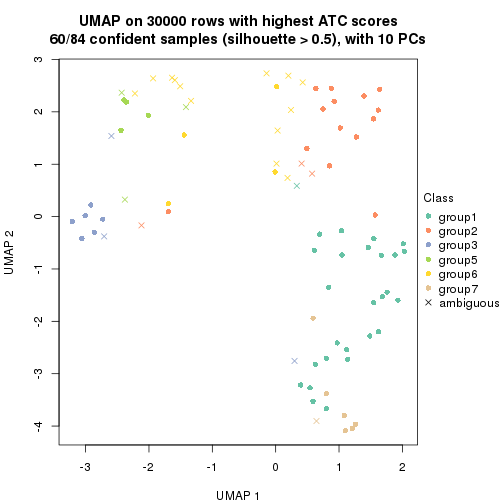 UMAP on 30000 rows with highest ATC scores
60/84 confident samples (silhouette > 0.5), with 10 PCs
3
2
1
0
-1
-2
-3
-4
UMAP 2
-3
-2
-1
0
1
2
UMAP 1
Class
group1
group2
group3
group5
group6
group7
ambiguous